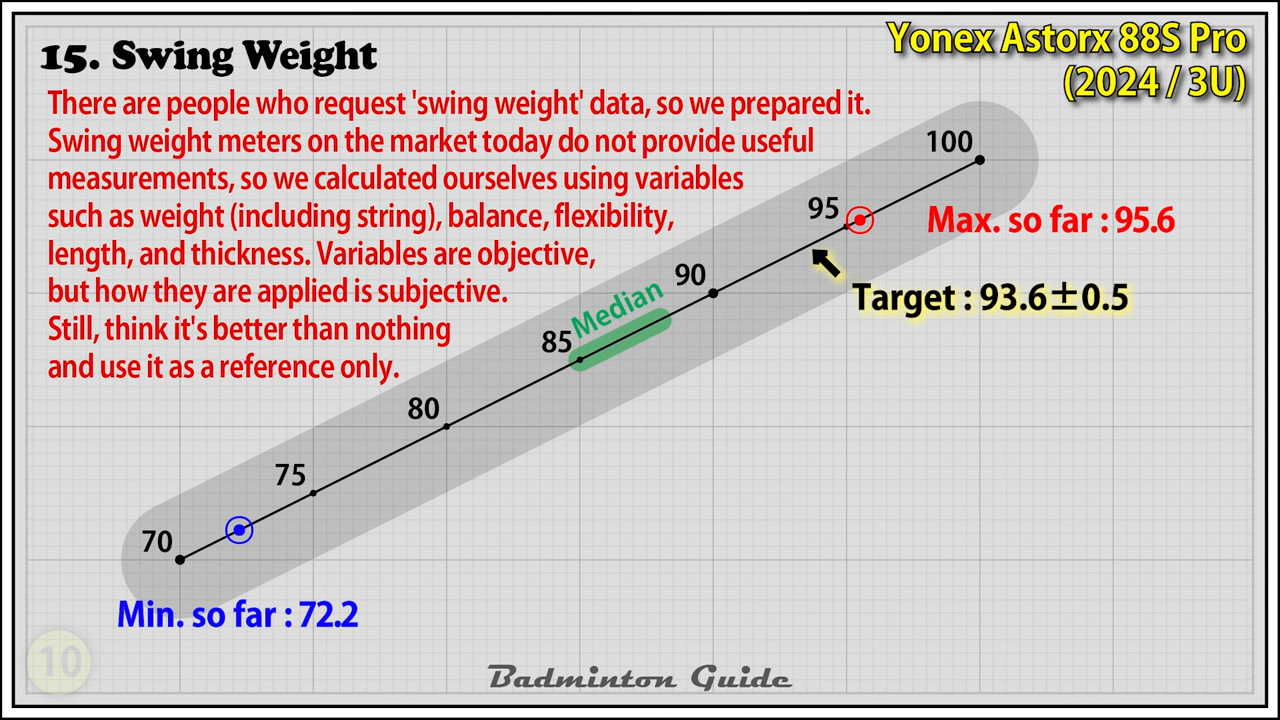 15. Swing Weight
Yonex Astorx 88S Pro
(2024 / 3U)
There are people who request 'swing weight' data, so we prepared it.
Swing weight meters on the market today do not provide useful
measurements, so we calculated ourselves using variables
such as weight (including string), balance, flexibility,
length, and thickness. Variables are objective,
but how they are applied is subjective.
Still, think it's better than nothing
and use it as a reference only.
100
95
Max. so far : 95.6
90
Target : 93.6±0.5
Median
85
80
75
70
Min. so far : 72.2
10
Badminton Guide